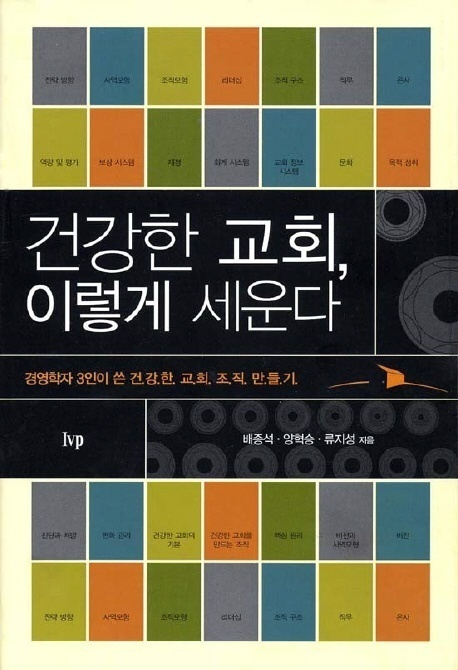 전략 방향 사역모형 조직모형 리더십 조직 구조 직무 은사
역량 및 평가 보상 시스템 재정 회계 시스템 교회 정보 시스템 문화 목적 성취
건강한 교회,
이렇게 세운다
경영학자 3인이 쓴 건.강.한. 교.회. 조.직. 만.들.기.
Ivp
배종석·양혁승·류지성 지음
진단과 처방 변화 관리 건강한 교회의 기본 건강한 교회를 만드는 조직 핵심 원리 비전과 사역모형 비전
전략 방향 사역모형 조직모형 리더십 조직 구조 직무 은사